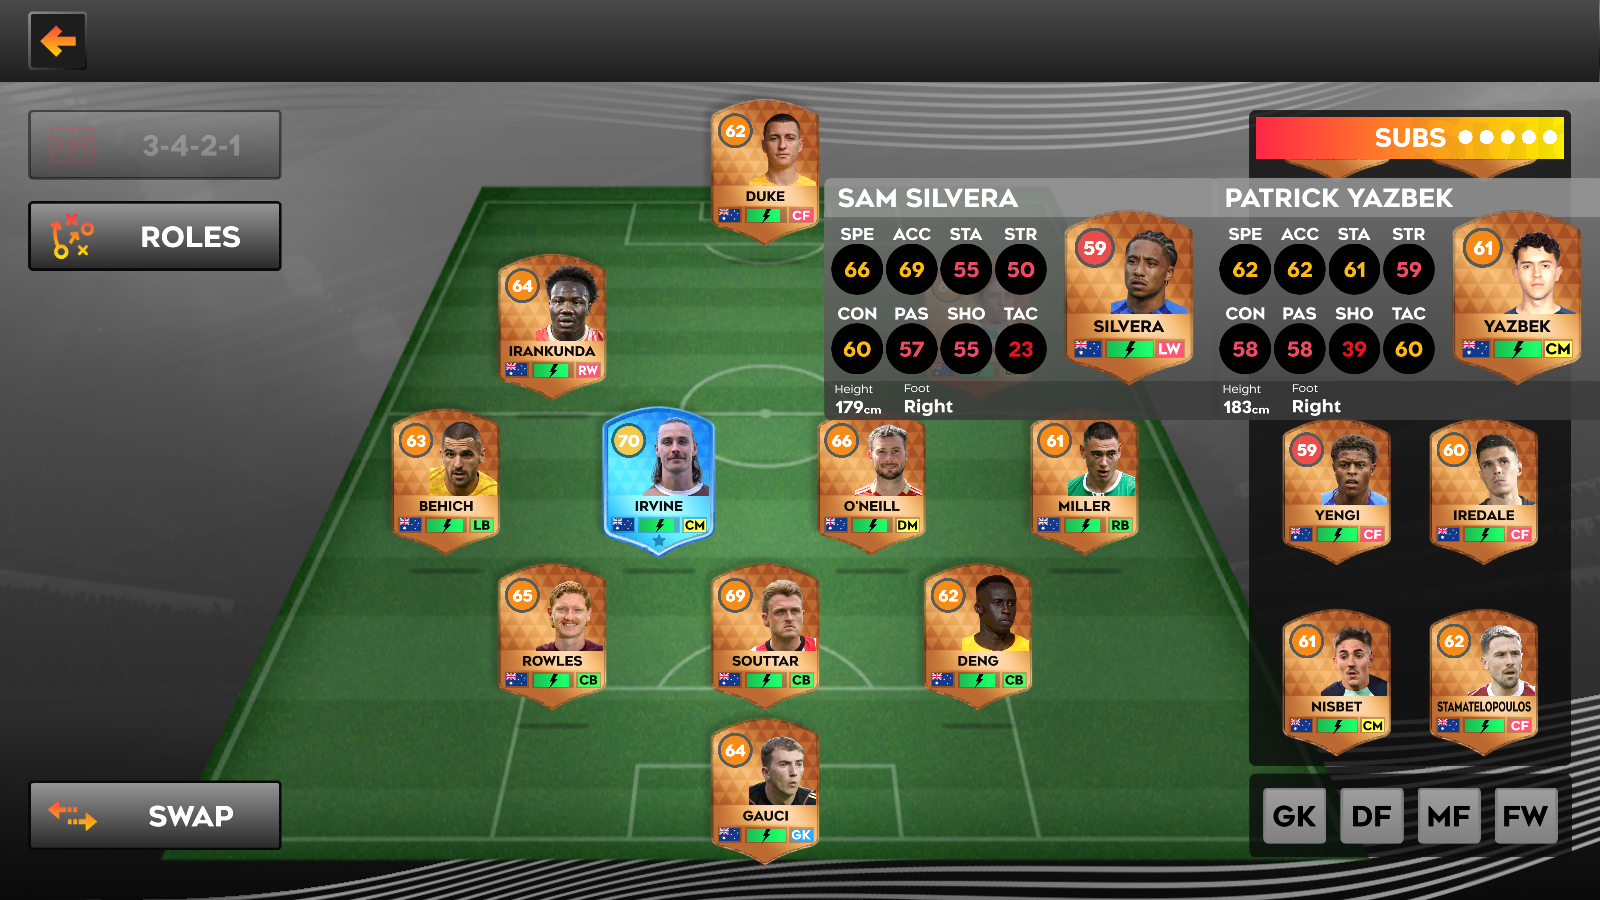 3-4-2-1
ROLES
SWAP
62
DUKE
CF
64
IRANKUNDA
RW
63
BEHICH
LB
70
IRVINE
CM
66
O'NEILL
DM
61
MILLER
RB
65
ROWLES
CB
69
SOUTTAR
CB
62
DENG
CB
64
GAUCI
GK
SUBS
SAM SILVERA
SPE ACC STA STR
66 69 55 50
CON PAS SHO TAC
60 57 55 23
Height Foot
179cm Right
59
SILVERA
LW
PATRICK YAZBEK
SPE ACC STA STR
62 62 61 59
CON PAS SHO TAC
58 58 39 60
Height Foot
183cm Right
61
YAZBEK
CM
59
YENGI
CF
60
IREDALE
CF
61
NISBET
CM
62
STAMATELOPOULOS
CF
GK DF MF FW